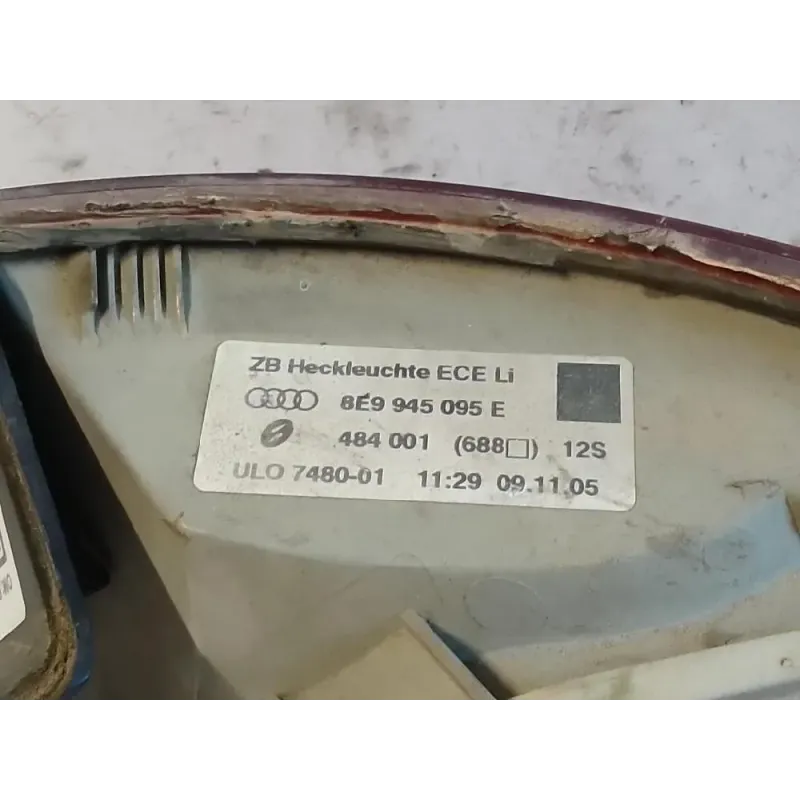 ZB Heckleuchte ECE Li
8E9 945 095 E
484 001 (688□) 12S
ULO 7480-01 11:29 09.11.05